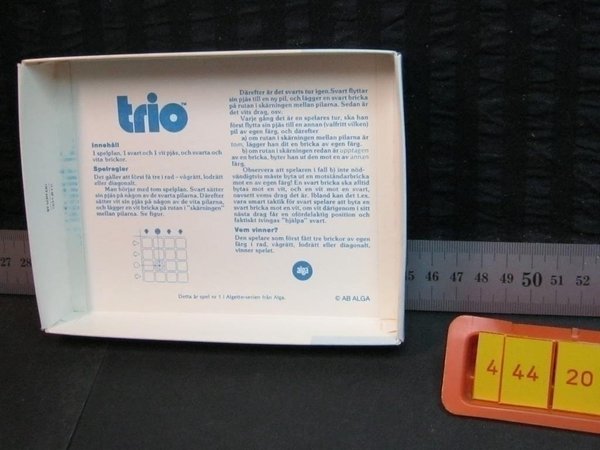 trio™
Innehåll
1 spelplan, 1 svart och 1 vit pjäs, och svarta och
vita brickor.
Spelregler
Det gäller att först få tre i rad – vågrätt, lodrätt
eller diagonalt.
Man börjar med tom spelplan. Svart sätter
sin pjäs på någon av de svarta pilarna. Därefter
sätter vit sin pjäs på någon av de vita pilarna,
och lägger en vit bricka på rutan i "skärningen"
mellan pilarna. Se figur.
Därefter är det svarts tur igen. Svart flyttar
sin pjäs till en ny pil, och lägger en svart bricka
på rutan i skärningen mellan pilarna. Sedan är
det vits drag, osv.
Varje gång det är en spelares tur, ska han
först flytta sin pjäs till en annan (valfritt vilken)
pil av egen färg, och därefter
a) om rutan i skärningen mellan pilarna är
tom, lägger han dit en bricka av egen färg.
b) om rutan i skärningen redan är upptagen
av en bricka, byter han ut den mot en av annan
färg.
Observera att spelaren i fall b) inte nöd-
vändigtvis måste byta ut en motståndarbricka
mot en av egen färg! En svart bricka ska alltid
bytas mot en vit, och en vit mot en svart,
oavsett vems drag det är. Ibland kan det t.ex.
vara smart taktik för svart spelare att byta en
svart bricka mot en vit, om vit därigenom i sitt
nästa drag får en ofördelaktig position och
faktiskt tvingas "hjälpa" svart.
Vem vinner?
Den spelare som först fått tre brickor av egen
färg i rad, vågrätt, lodrätt eller diagonalt,
vinner spelet.
alga
Detta är spel nr 1 i Algetter-serien från Alga.
© AB ALGA
27 28
45 46 47 48 49 50 51 52
4 44 20